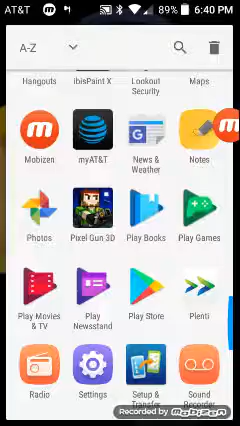 AT&T 89% 6:40 PM
A-Z
Hangouts ibisPaint X Lookout Maps
Security
Mobizen myAT&T News & Notes
Weather
Photos Pixel Gun 3D Play Books Play Games
Play Movies Play Play Store Plenti
& TV Newsstand
Radio Settings Setup & Sound
Transfer Recorder
Recorded by mobizen